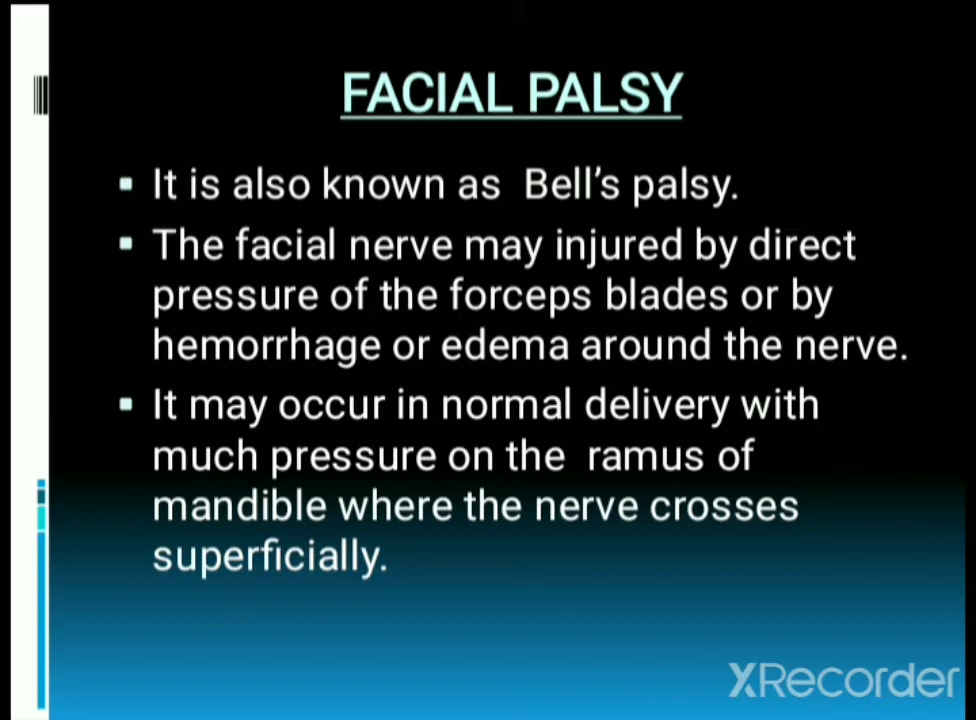 FACIAL PALSY
▪ It is also known as Bell's palsy.
▪ The facial nerve may injured by direct
pressure of the forceps blades or by
hemorrhage or edema around the nerve.
▪ It may occur in normal delivery with
much pressure on the ramus of
mandible where the nerve crosses
superficially.
XRecorder